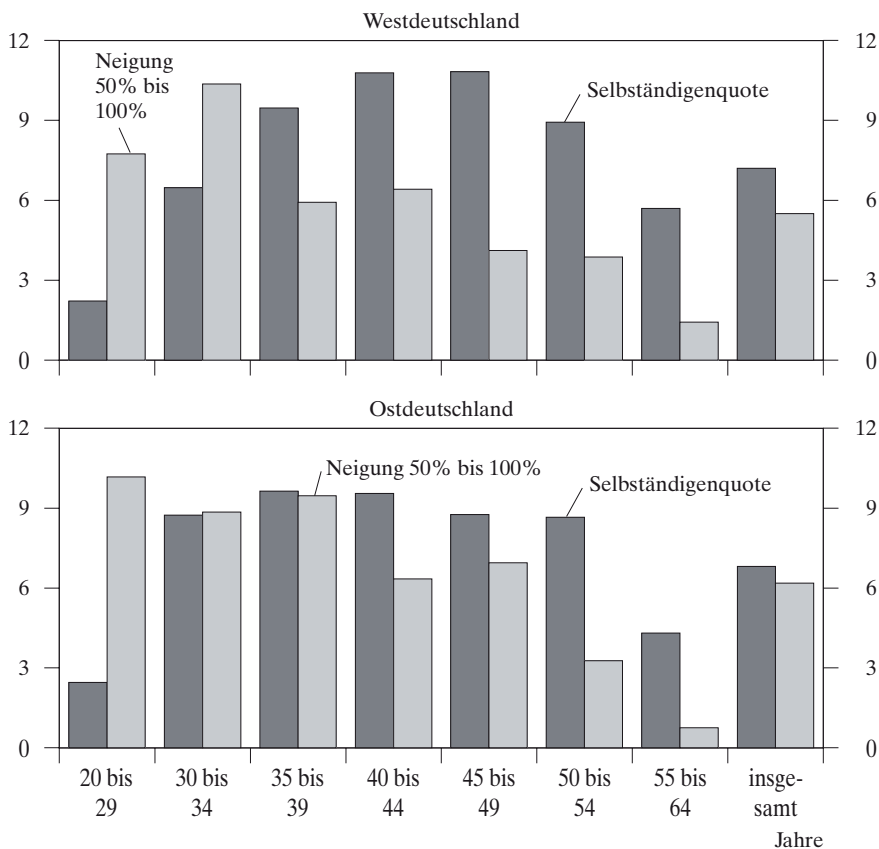 Westdeutschland
12
12
Neigung
50% bis
100%
Selbständigenquote
9
9
6
6
3
3
0
0
Ostdeutschland
12
12
Neigung 50% bis 100%
Selbständigenquote
9
9
6
6
3
3
0
0
20 bis
29
30 bis
34
35 bis
39
40 bis
44
45 bis
49
50 bis
54
55 bis
64
insge-
samt
Jahre